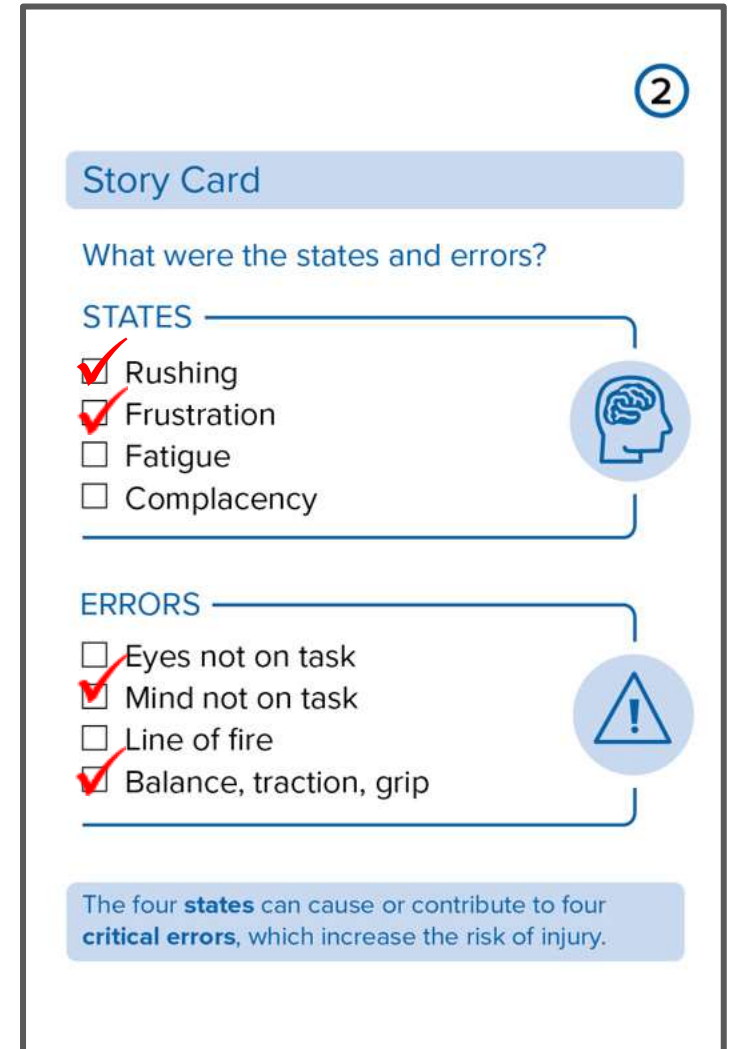 2
Story Card
What were the states and errors?
STATES
Rushing
Frustration
Fatigue
Complacency
ERRORS
Eyes not on task
Mind not on task
Line of fire
Balance, traction, grip
The four states can cause or contribute to four
critical errors, which increase the risk of injury.